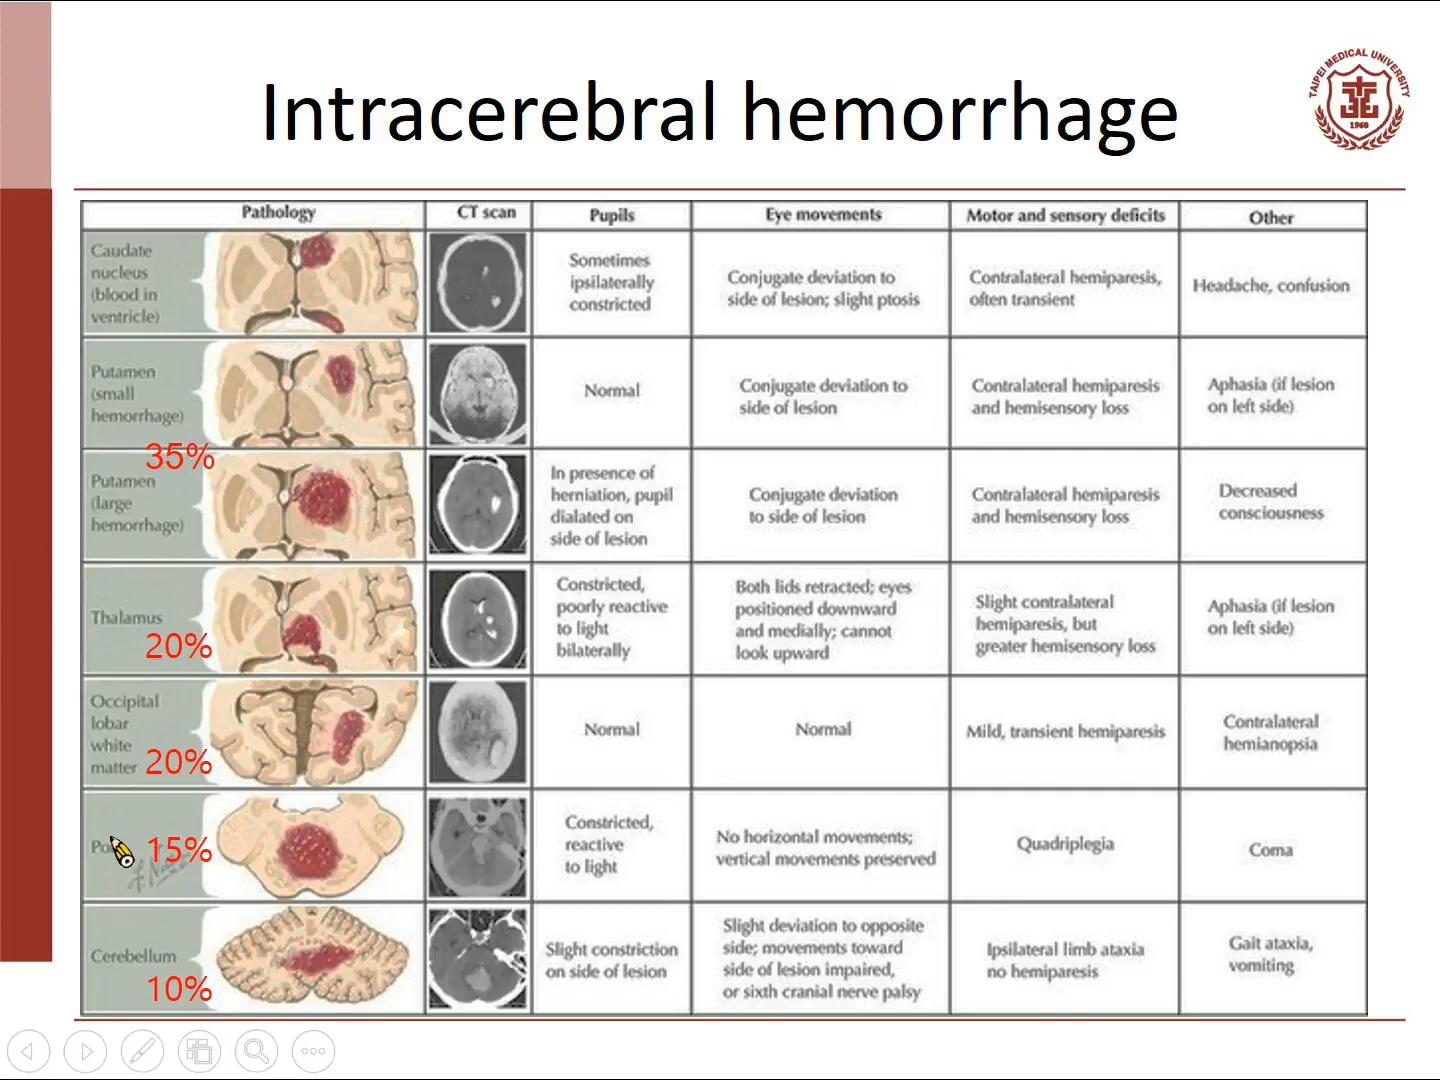 Intracerebral hemorrhage
TAIPEI MEDICAL UNIVERSITY
1960
Pathology
CT scan
Pupils
Eye movements
Motor and sensory deficits
Other
Caudate
nucleus
(blood in
ventricle)
Sometimes
ipsilaterally
constricted
Conjugate deviation to
side of lesion; slight ptosis
Contralateral hemiparesis,
often transient
Headache, confusion
Putamen
(small
hemorrhage)
Normal
Conjugate deviation to
side of lesion
Contralateral hemiparesis
and hemisensory loss
Aphasia (if lesion
on left side)
35%
Putamen
(large
hemorrhage)
In presence of
herniation, pupil
dialated on
side of lesion
Conjugate deviation
to side of lesion
Contralateral hemiparesis
and hemisensory loss
Decreased
consciousness
Thalamus
20%
Constricted,
poorly reactive
to light
bilaterally
Both lids retracted; eyes
positioned downward
and medially; cannot
look upward
Slight contralateral
hemiparesis, but
greater hemisensory loss
Aphasia (if lesion
on left side)
Occipital
lobar
white
matter 20%
Normal
Normal
Mild, transient hemiparesis
Contralateral
hemianopsia
15%
Constricted,
reactive
to light
No horizontal movements;
vertical movements preserved
Quadriplegia
Coma
Cerebellum
10%
Slight constriction
on side of lesion
Slight deviation to opposite
side; movements toward
side of lesion impaired,
or sixth cranial nerve palsy
Ipsilateral limb ataxia
no hemiparesis
Gait ataxia,
vomiting